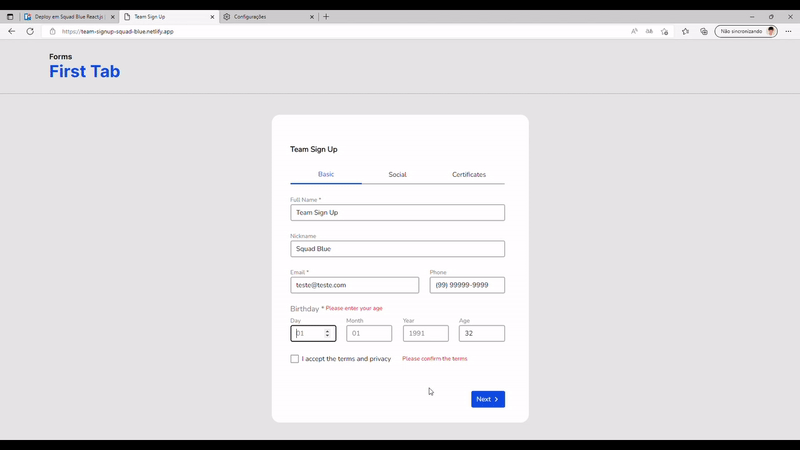 Deploy em Squad Blue React.js |
Team Sign Up
Configurações
https://team-signup-squad-blue.netlify.app
Não sincronizando
Forms
First Tab
Team Sign Up
Basic Social Certificates
Full Name *
Team Sign Up
Nickname
Squad Blue
Email * Phone
teste@teste.com (99) 99999-9999
Birthday * Please enter your age
Day Month Year Age
01 01 1991 32
I accept the terms and privacy Please confirm the terms
Next